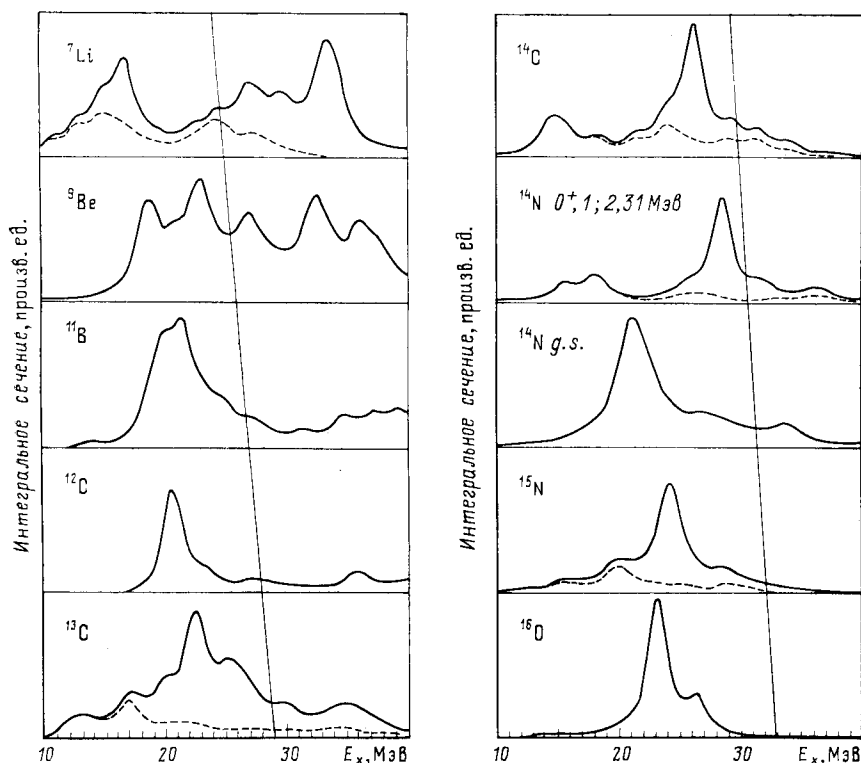 Интегральное сечение, произв. ед.
⁷Li
⁹Be
¹¹B
¹²C
¹³C
10 20 30 Eₓ, Мэв
Интегральное сечение, произв. ед.
¹⁴C
¹⁴N 0⁺, 1; 2,31 Мэв
¹⁴N g.s.
¹⁵N
¹⁶O
10 20 30 Eₓ, Мэв